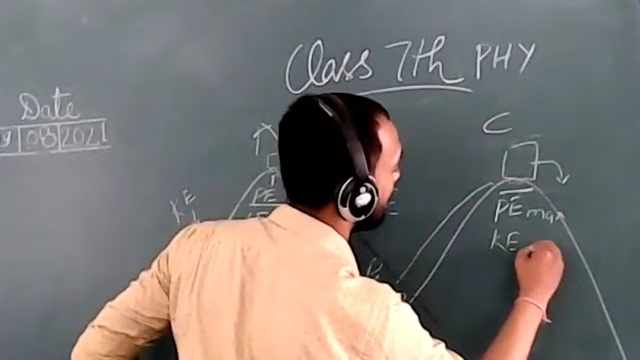 Class 7th PHY
Date
9|08|2021
C
PE max
KE
PE
KE